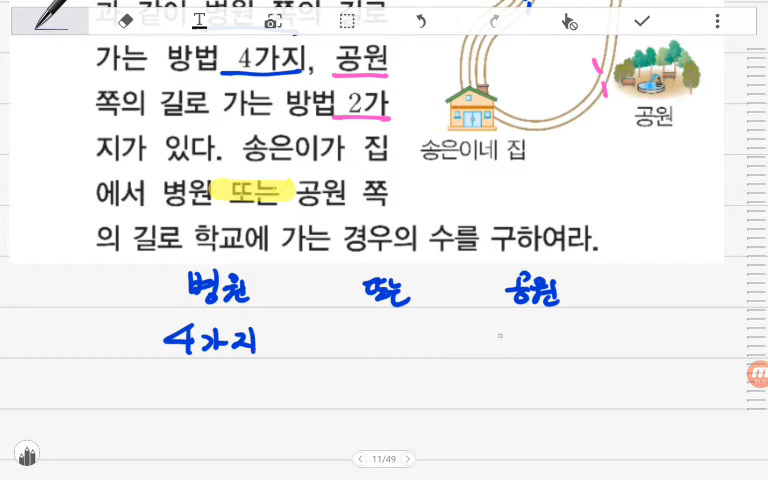 과 같이 병원 쪽의 길로
가는 방법 4가지, 공원
쪽의 길로 가는 방법 2가
지가 있다. 송은이가 집
에서 병원 또는 공원 쪽
의 길로 학교에 가는 경우의 수를 구하여라.
공원
송은이네 집
병원 또는 공원
4가지
11/49